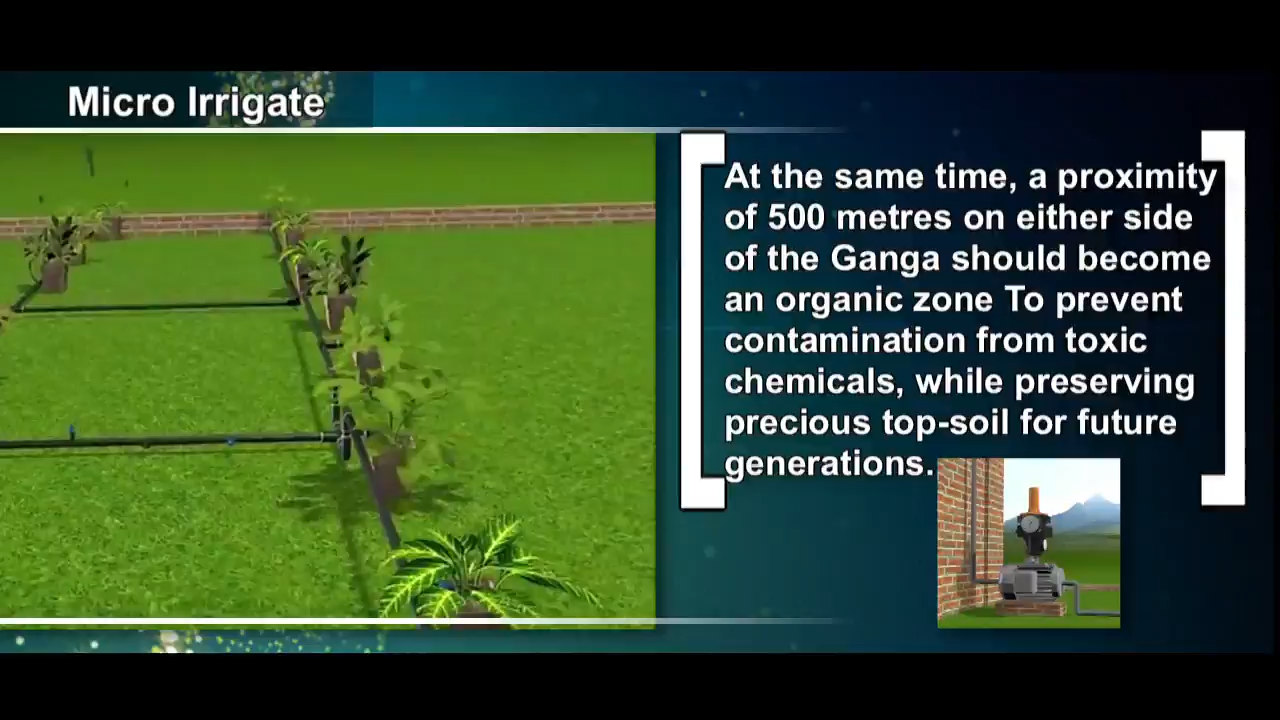 Micro Irrigate
At the same time, a proximity
of 500 metres on either side
of the Ganga should become
an organic zone To prevent
contamination from toxic
chemicals, while preserving
precious top-soil for future
generations.